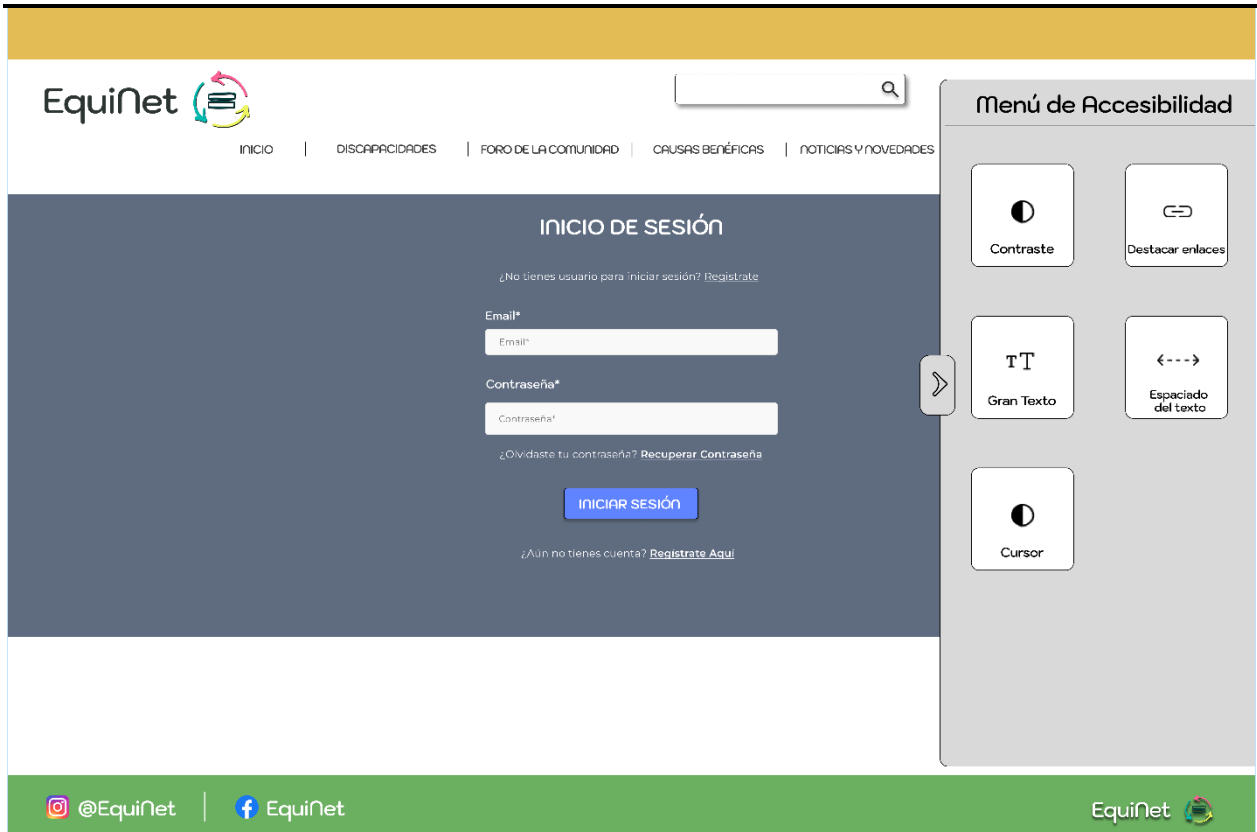 EquiNet
Menú de Accesibilidad
INICIO | DISCAPACIDADES | FORO DE LA COMUNIDAD | CAUSAS BENÉFICAS | NOTICIAS Y NOVEDADES
INICIO DE SESIÓN
¿No tienes usuario para iniciar sesión? Registrate
Email*
Email*
Contraseña*
Contraseña*
¿Olvidaste tu contraseña? Recuperar Contraseña
INICIAR SESIÓN
¿Aún no tienes cuenta? Registrate Aquí
Contraste
Destacar enlaces
Gran Texto
Espaciado
del texto
Cursor
@EquiNet | EquiNet
EquiNet